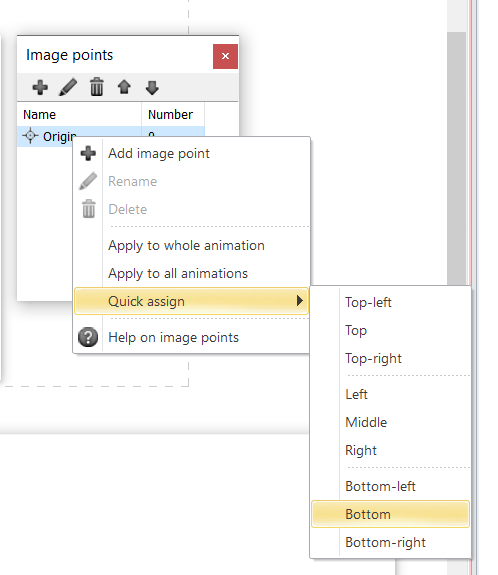 Image points
Name Number
Origin 0
Add image point
Rename
Delete
Apply to whole animation
Apply to all animations
Quick assign
Help on image points
Top-left
Top
Top-right
Left
Middle
Right
Bottom-left
Bottom
Bottom-right